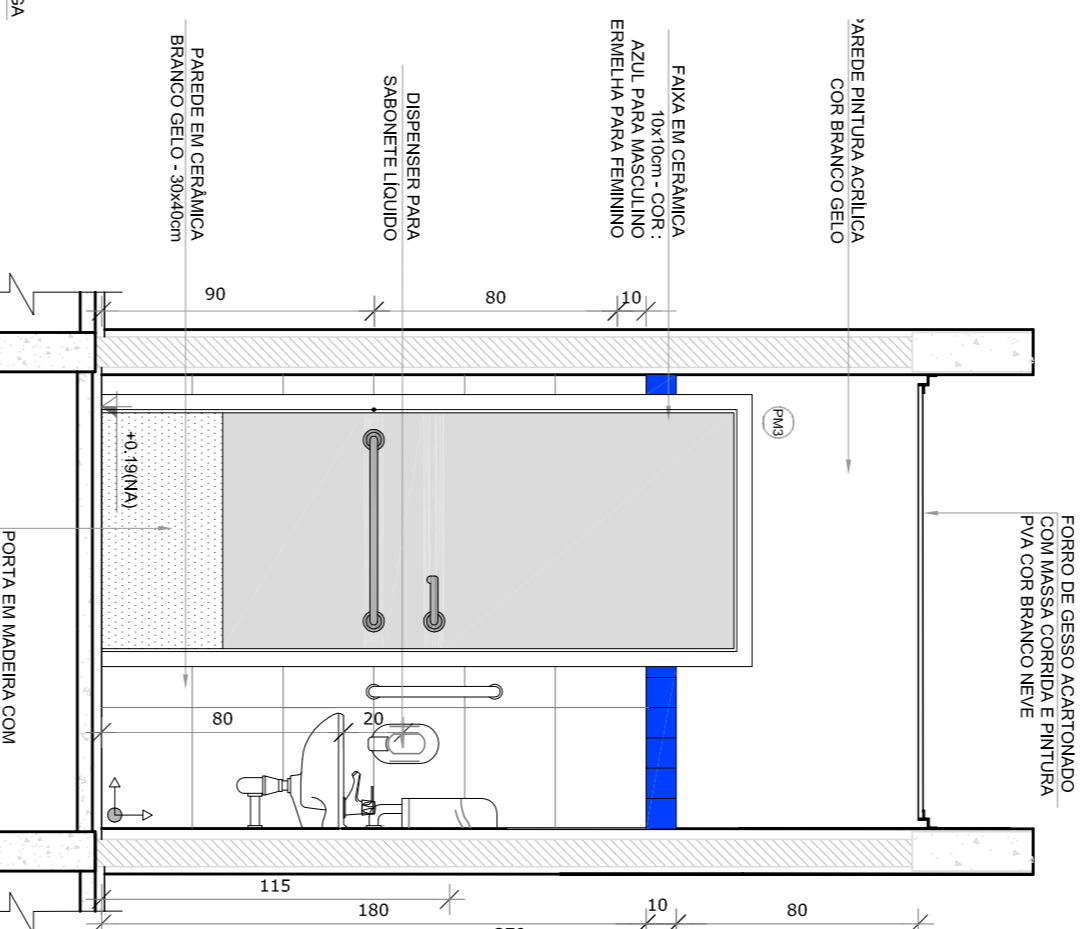 FORRO DE GESSO ACARTONADO
COM MASSA CORRIDA E PINTURA
PVA COR BRANCO NEVE
PAREDE PINTURA ACRÍLICA
COR BRANCO GELO
FAIXA EM CERÂMICA
10x10cm - COR :
AZUL PARA MASCULINO
ERMELHA PARA FEMININO
DISPENSER PARA
SABONETE LÍQUIDO
PAREDE EM CERÂMICA
BRANCO GELO - 30x40cm
PORTA EM MADEIRA COM
PM3
+0.19(NA)
90
80
10
80
20
115
180
10
80